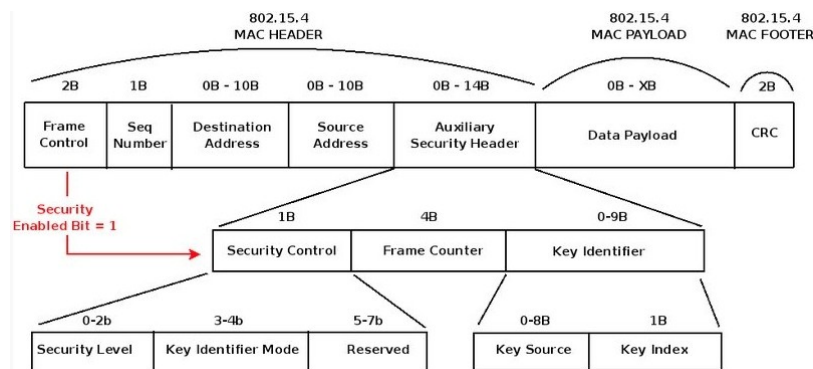 802.15.4
MAC HEADER
802.15.4
MAC PAYLOAD
802.15.4
MAC FOOTER
2B
1B
0B - 10B
0B - 10B
0B - 14B
0B - XB
2B
Frame
Control
Seq
Number
Destination
Address
Source
Address
Auxiliary
Security Header
Data Payload
CRC
Security
Enabled Bit = 1
1B
4B
0-9B
Security Control
Frame Counter
Key Identifier
0-2b
3-4b
5-7b
0-8B
1B
Security Level
Key Identifier Mode
Reserved
Key Source
Key Index